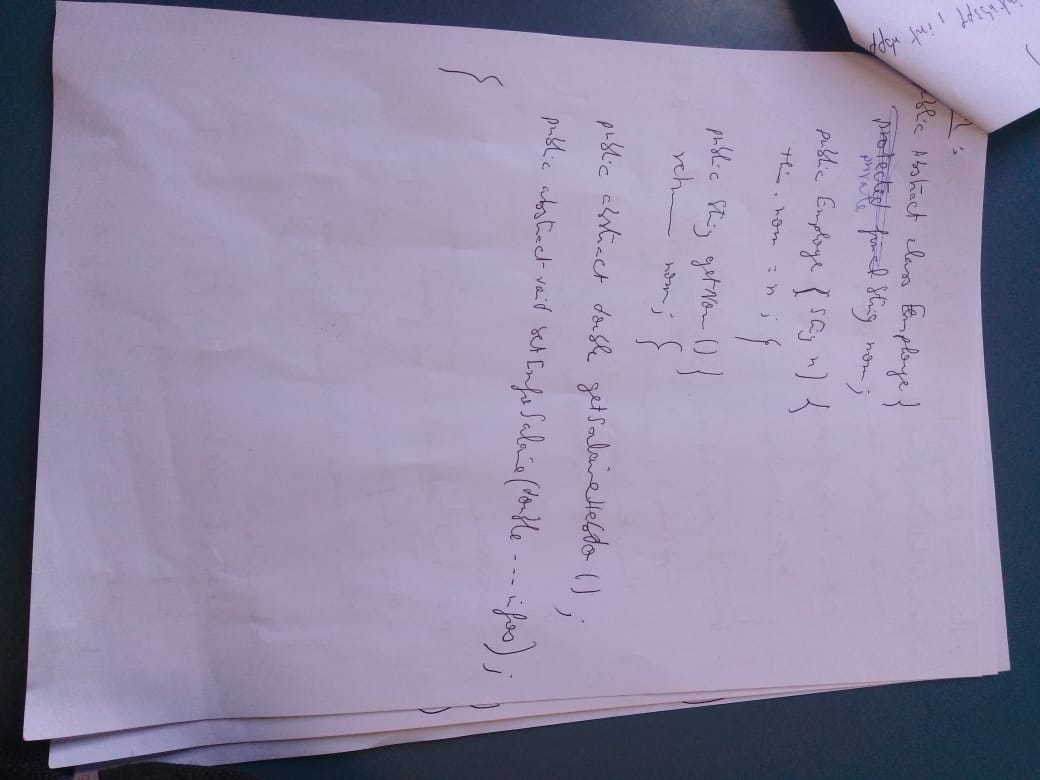 1 :
public Abstract class Employe {
protected final String nom;
private
public Employe (String n) {
this.nom = n ; }
public String getNom () {
return nom; }
public abstract double getSalaireHebdo () ;
public abstract void setInfoSalaire(double ... infos) ;
}